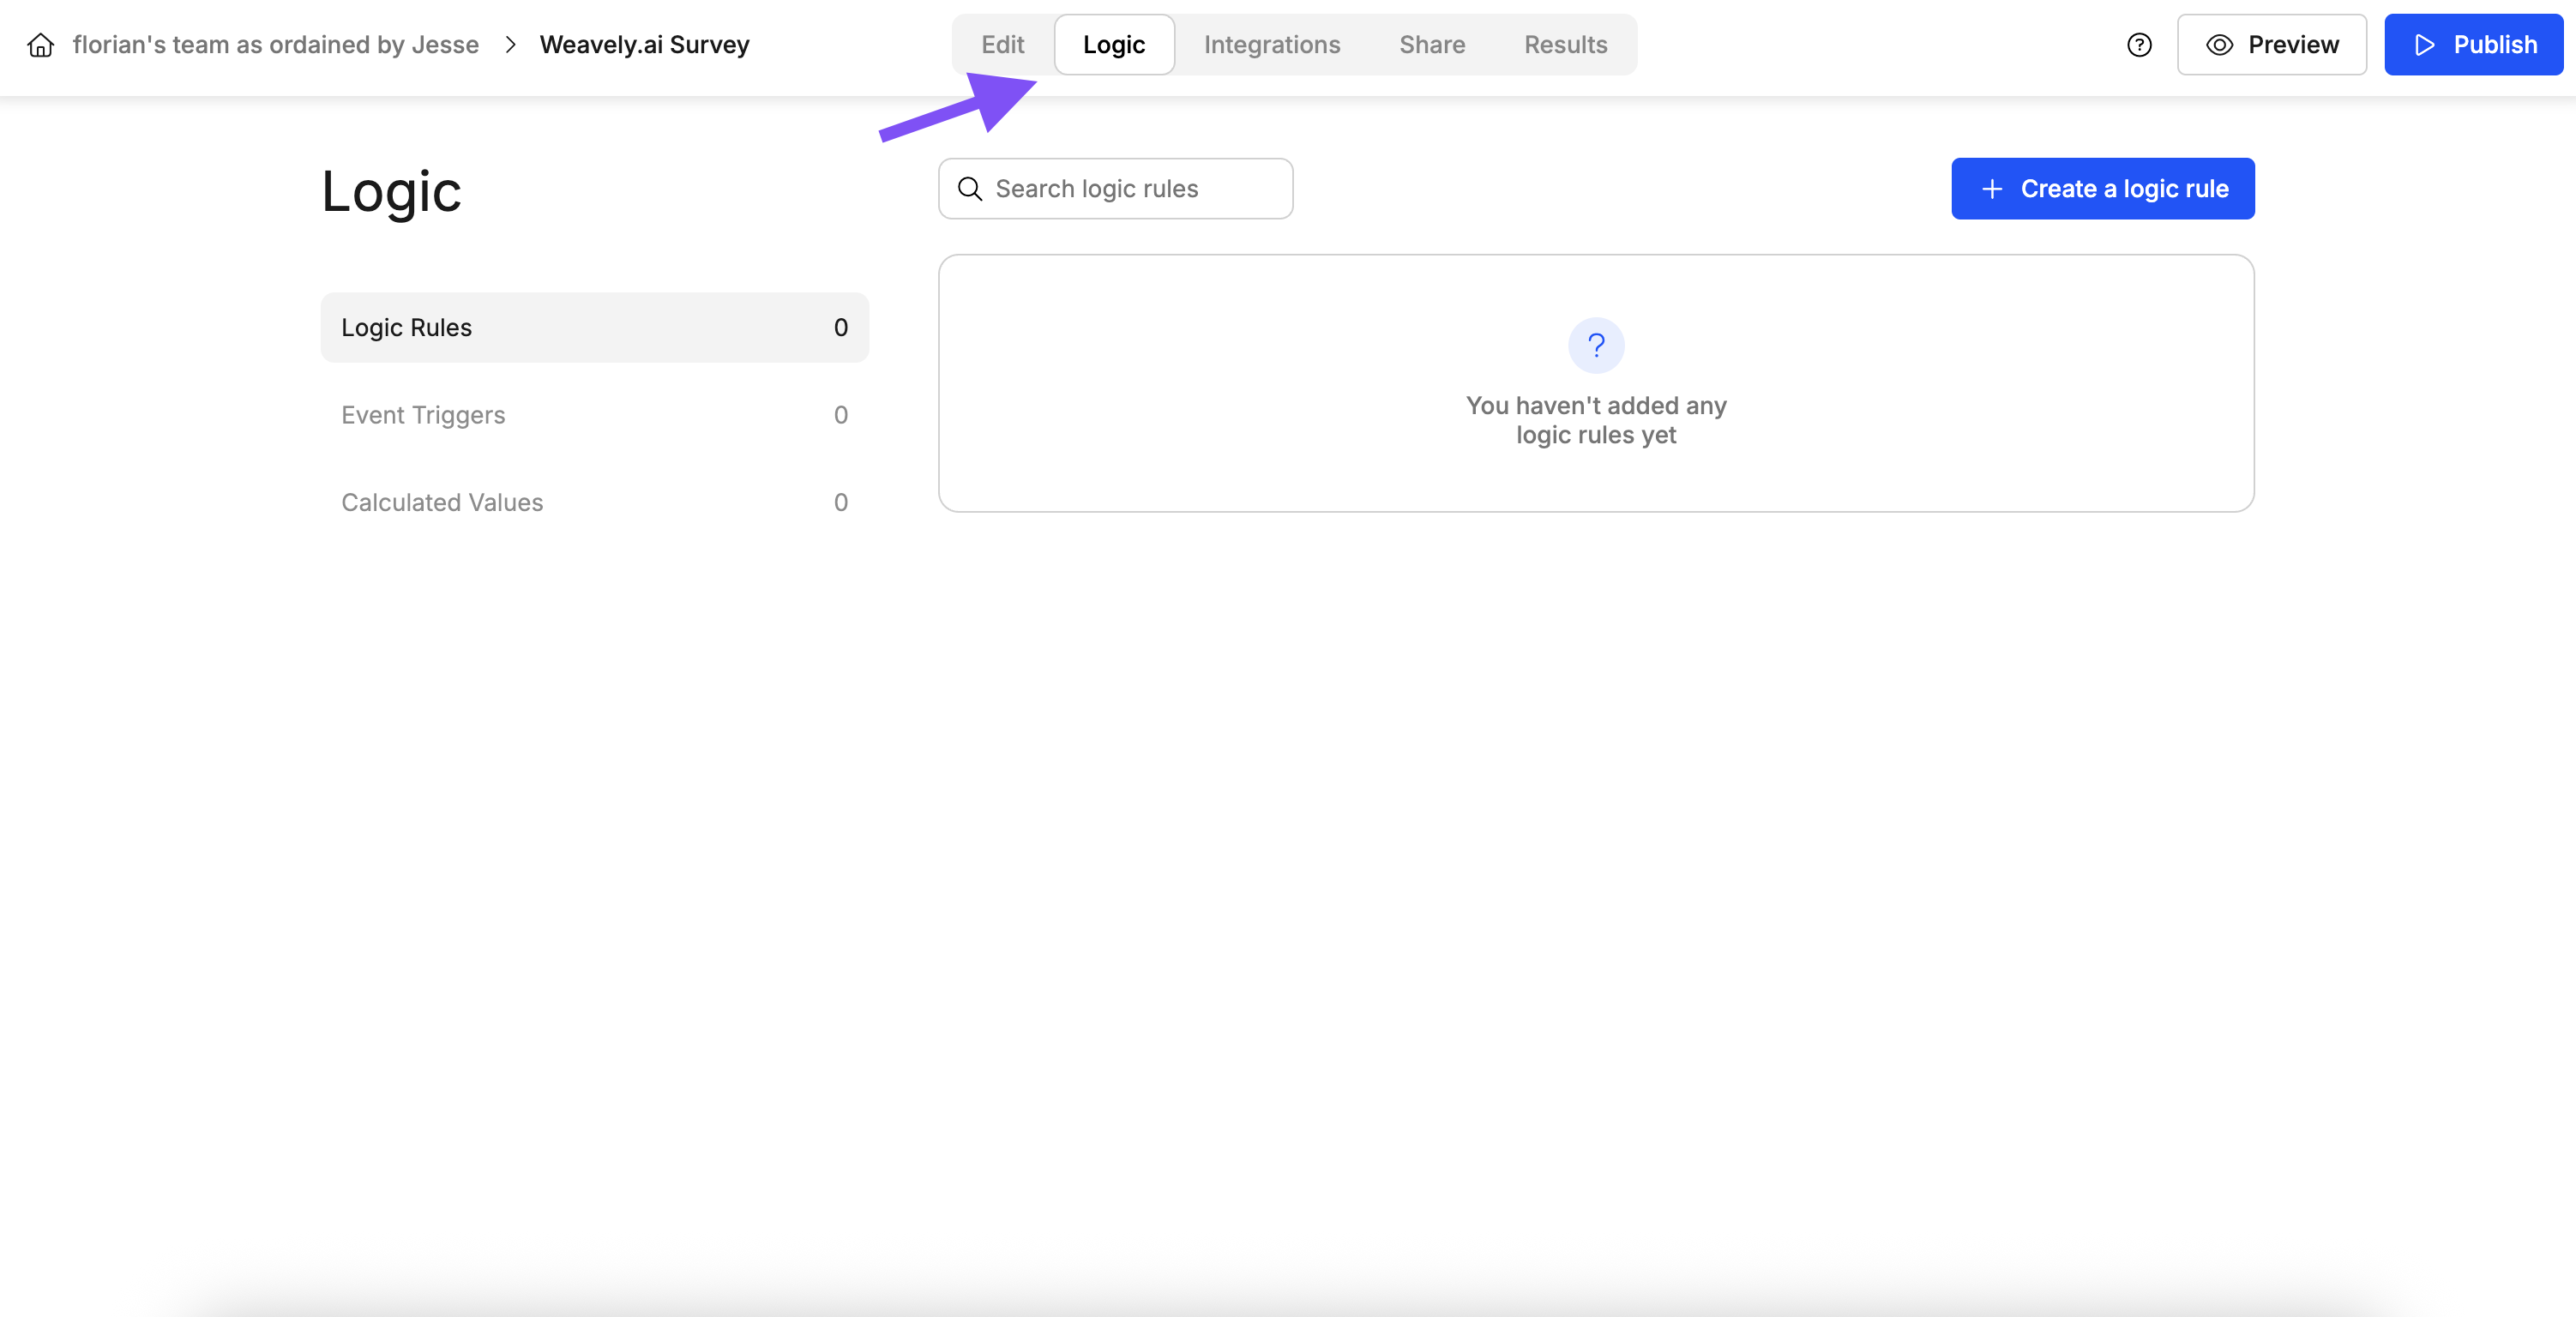 florian's team as ordained by Jesse > Weavely.ai Survey
Edit Logic Integrations Share Results
Preview Publish
Logic
Search logic rules
Create a logic rule
Logic Rules 0
Event Triggers 0
Calculated Values 0
?
You haven't added any
logic rules yet